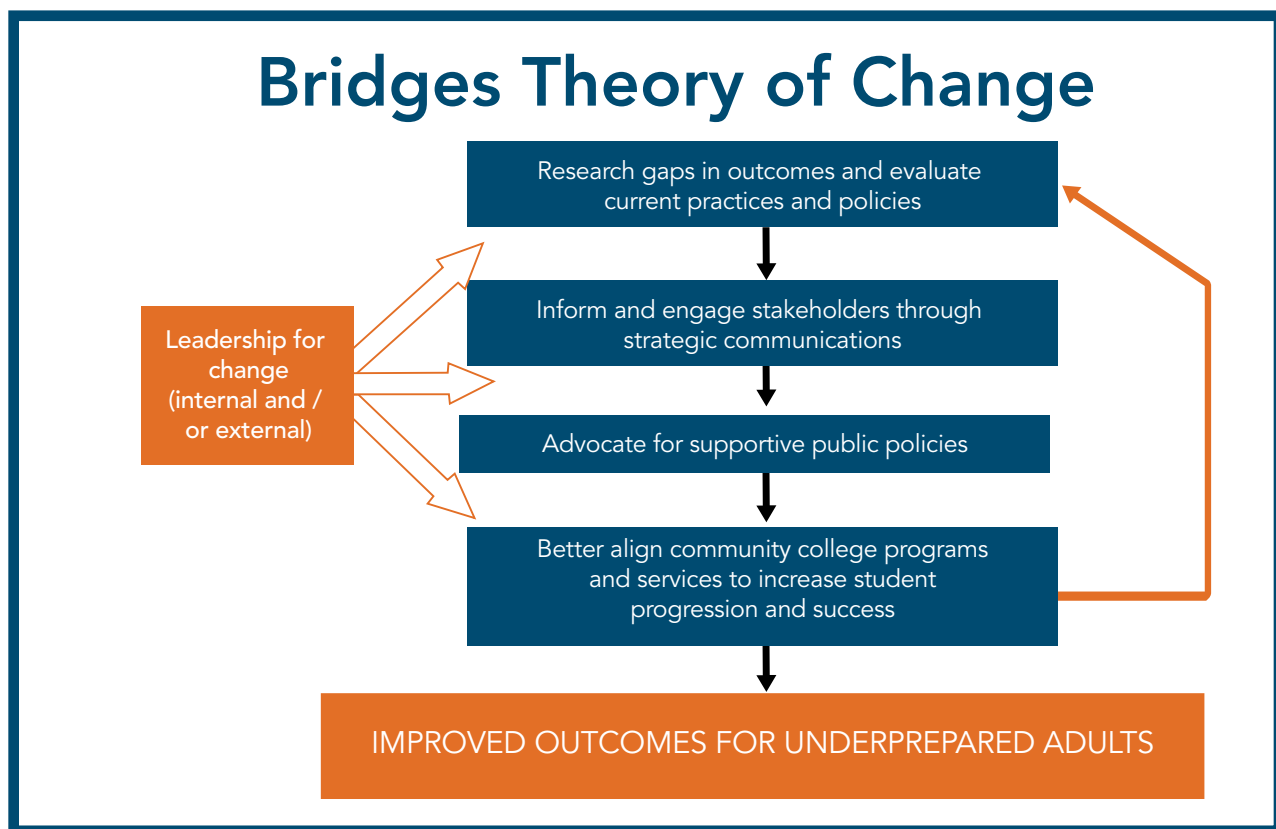 Bridges Theory of Change
Research gaps in outcomes and evaluate
current practices and policies
Inform and engage stakeholders through
strategic communications
Leadership for
change
(internal and /
or external)
Advocate for supportive public policies
Better align community college programs
and services to increase student
progression and success
IMPROVED OUTCOMES FOR UNDERPREPARED ADULTS